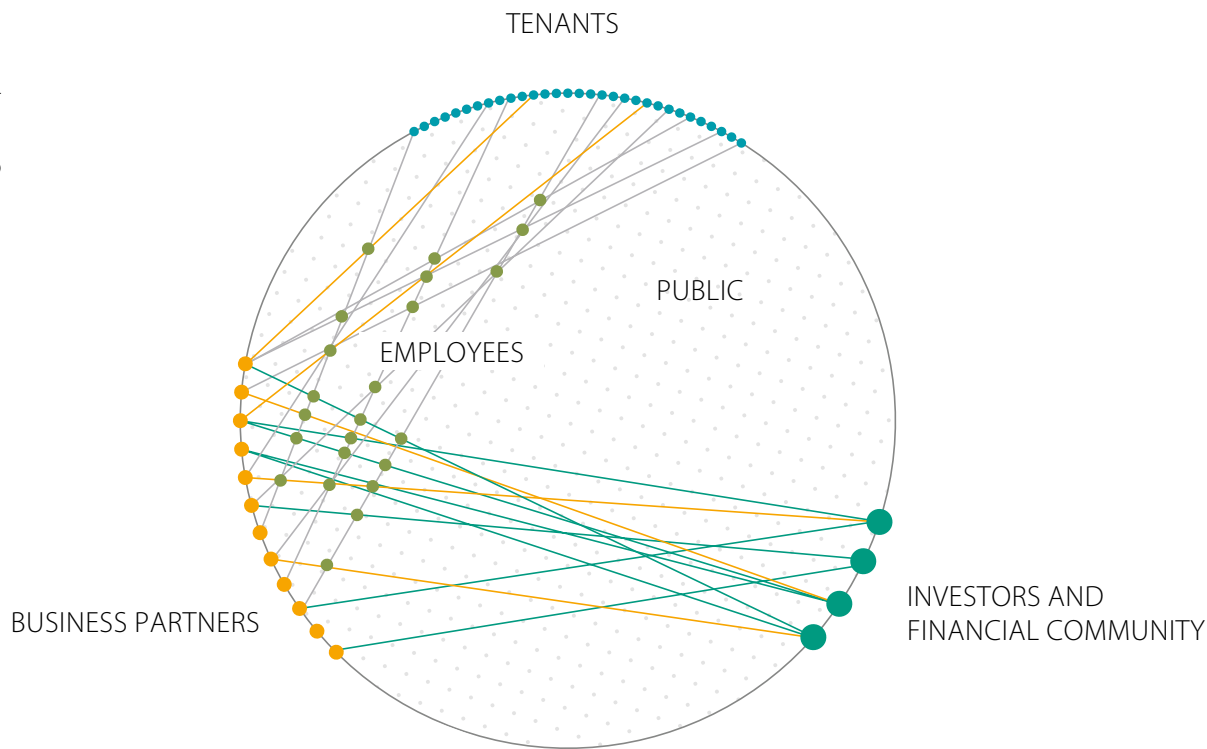 TENANTS
PUBLIC
EMPLOYEES
BUSINESS PARTNERS
INVESTORS AND
FINANCIAL COMMUNITY